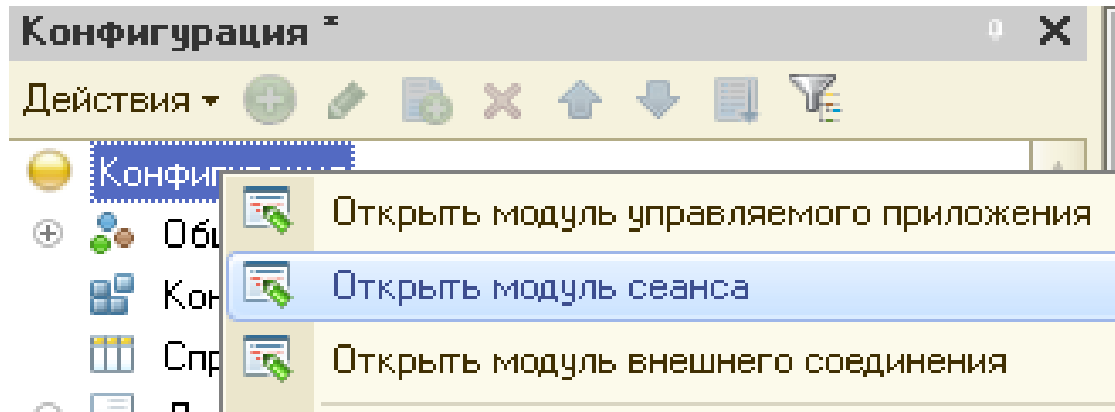 Конфигурация *
Действия
Открыть модуль управляемого приложения
Открыть модуль сеанса
Открыть модуль внешнего соединения